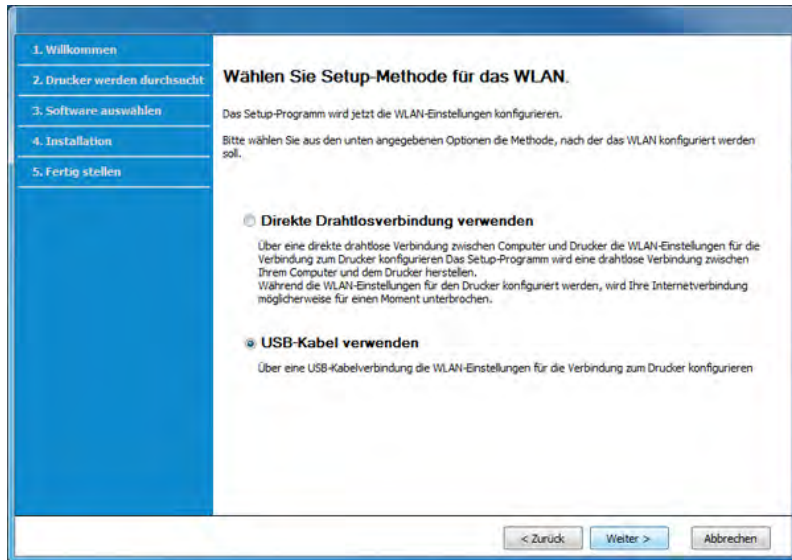 1. Willkommen
2. Drucker werden durchsucht
3. Software auswählen
4. Installation
5. Fertig stellen
Wählen Sie Setup-Methode für das WLAN.
Das Setup-Programm wird jetzt die WLAN-Einstellungen konfigurieren.
Bitte wählen Sie aus den unten angegebenen Optionen die Methode, nach der das WLAN konfiguriert werden
soll.
Direkte Drahtlosverbindung verwenden
Über eine direkte drahtlose Verbindung zwischen Computer und Drucker die WLAN-Einstellungen für die
Verbindung zum Drucker konfigurieren Das Setup-Programm wird eine drahtlose Verbindung zwischen
Ihrem Computer und dem Drucker herstellen.
Während die WLAN-Einstellungen für den Drucker konfiguriert werden, wird Ihre Internetverbindung
möglicherweise für einen Moment unterbrochen.
USB-Kabel verwenden
Über eine USB-Kabelverbindung die WLAN-Einstellungen für die Verbindung zum Drucker konfigurieren
< Zurück Weiter > Abbrechen